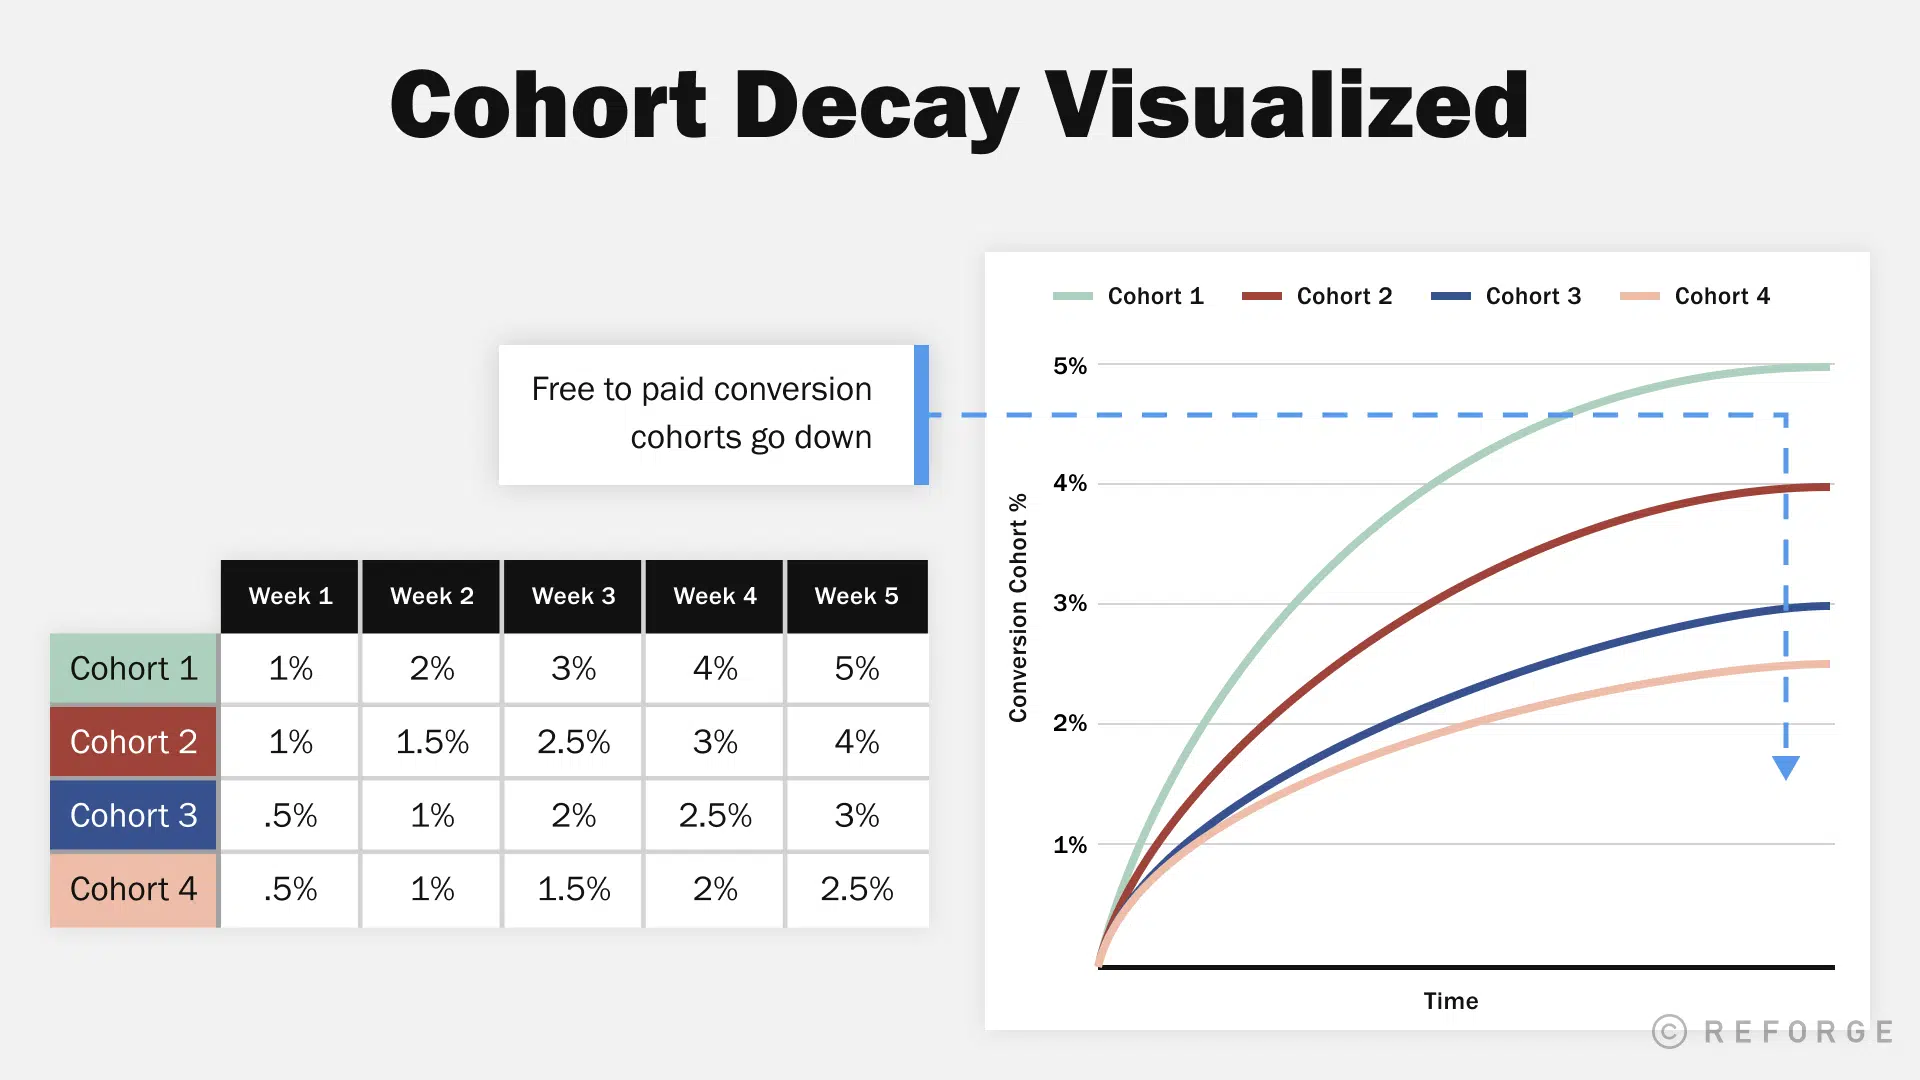 Cohort Decay Visualized
Free to paid conversion
cohorts go down
Week 1 Week 2 Week 3 Week 4 Week 5
Cohort 1 1% 2% 3% 4% 5%
Cohort 2 1% 1.5% 2.5% 3% 4%
Cohort 3 .5% 1% 2% 2.5% 3%
Cohort 4 .5% 1% 1.5% 2% 2.5%
Cohort 1 Cohort 2 Cohort 3 Cohort 4
Conversion Cohort %
5%
4%
3%
2%
1%
Time
© REFORGE